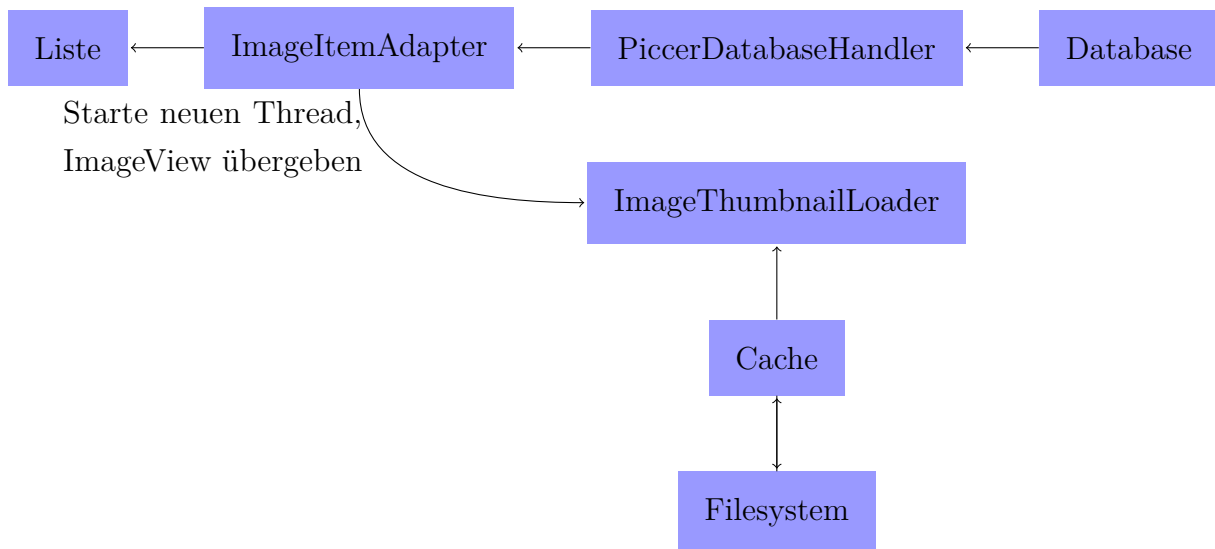 Liste
ImageItemAdapter
PiccerDatabaseHandler
Database
Starte neuen Thread,
ImageView übergeben
ImageThumbnailLoader
Cache
Filesystem